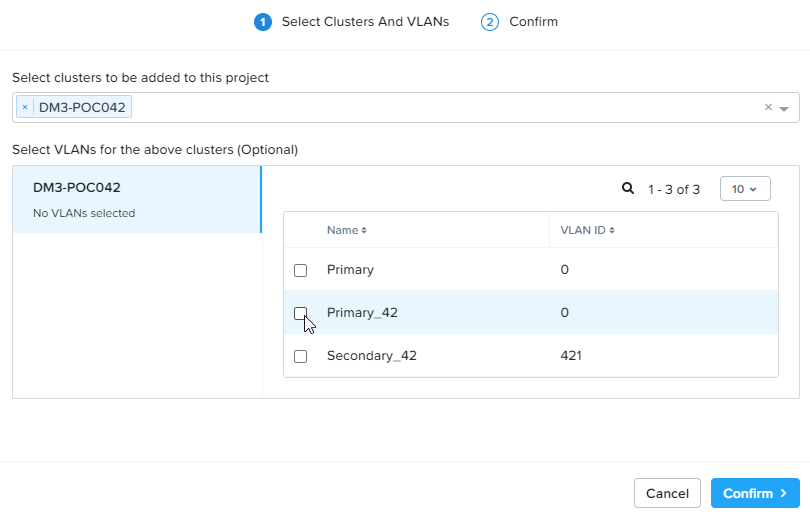 1 Select Clusters And VLANs 2 Confirm
Select clusters to be added to this project
× DM3-POC042 ×
Select VLANs for the above clusters (Optional)
DM3-POC042
No VLANs selected
1 - 3 of 3 10
Name VLAN ID
Primary 0
Primary_42 0
Secondary_42 421
Cancel Confirm